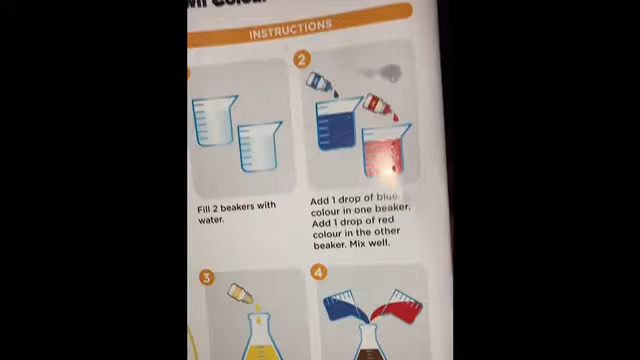 Colour
INSTRUCTIONS
2
Fill 2 beakers with
water.
Add 1 drop of blue
colour in one beaker.
Add 1 drop of red
colour in the other
beaker. Mix well.
3
4